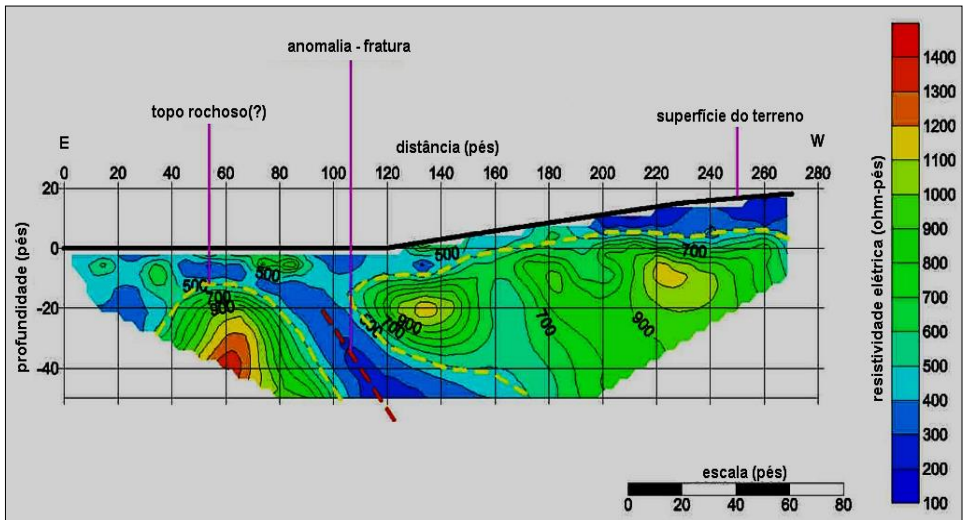 anomalia - fratura
topo rochoso(?)
superfície do terreno
E
distância (pés)
W
0 20 40 60 80 100 120 140 160 180 200 220 240 260 280
profundidade (pés)
20
0
-20
-40
500
500
700
900
500
500
700
900
700
700
900
1400
1300
1200
1100
1000
900
800
700
600
500
400
300
200
100
resistividade elétrica (ohm-pés)
escala (pés)
0 20 40 60 80